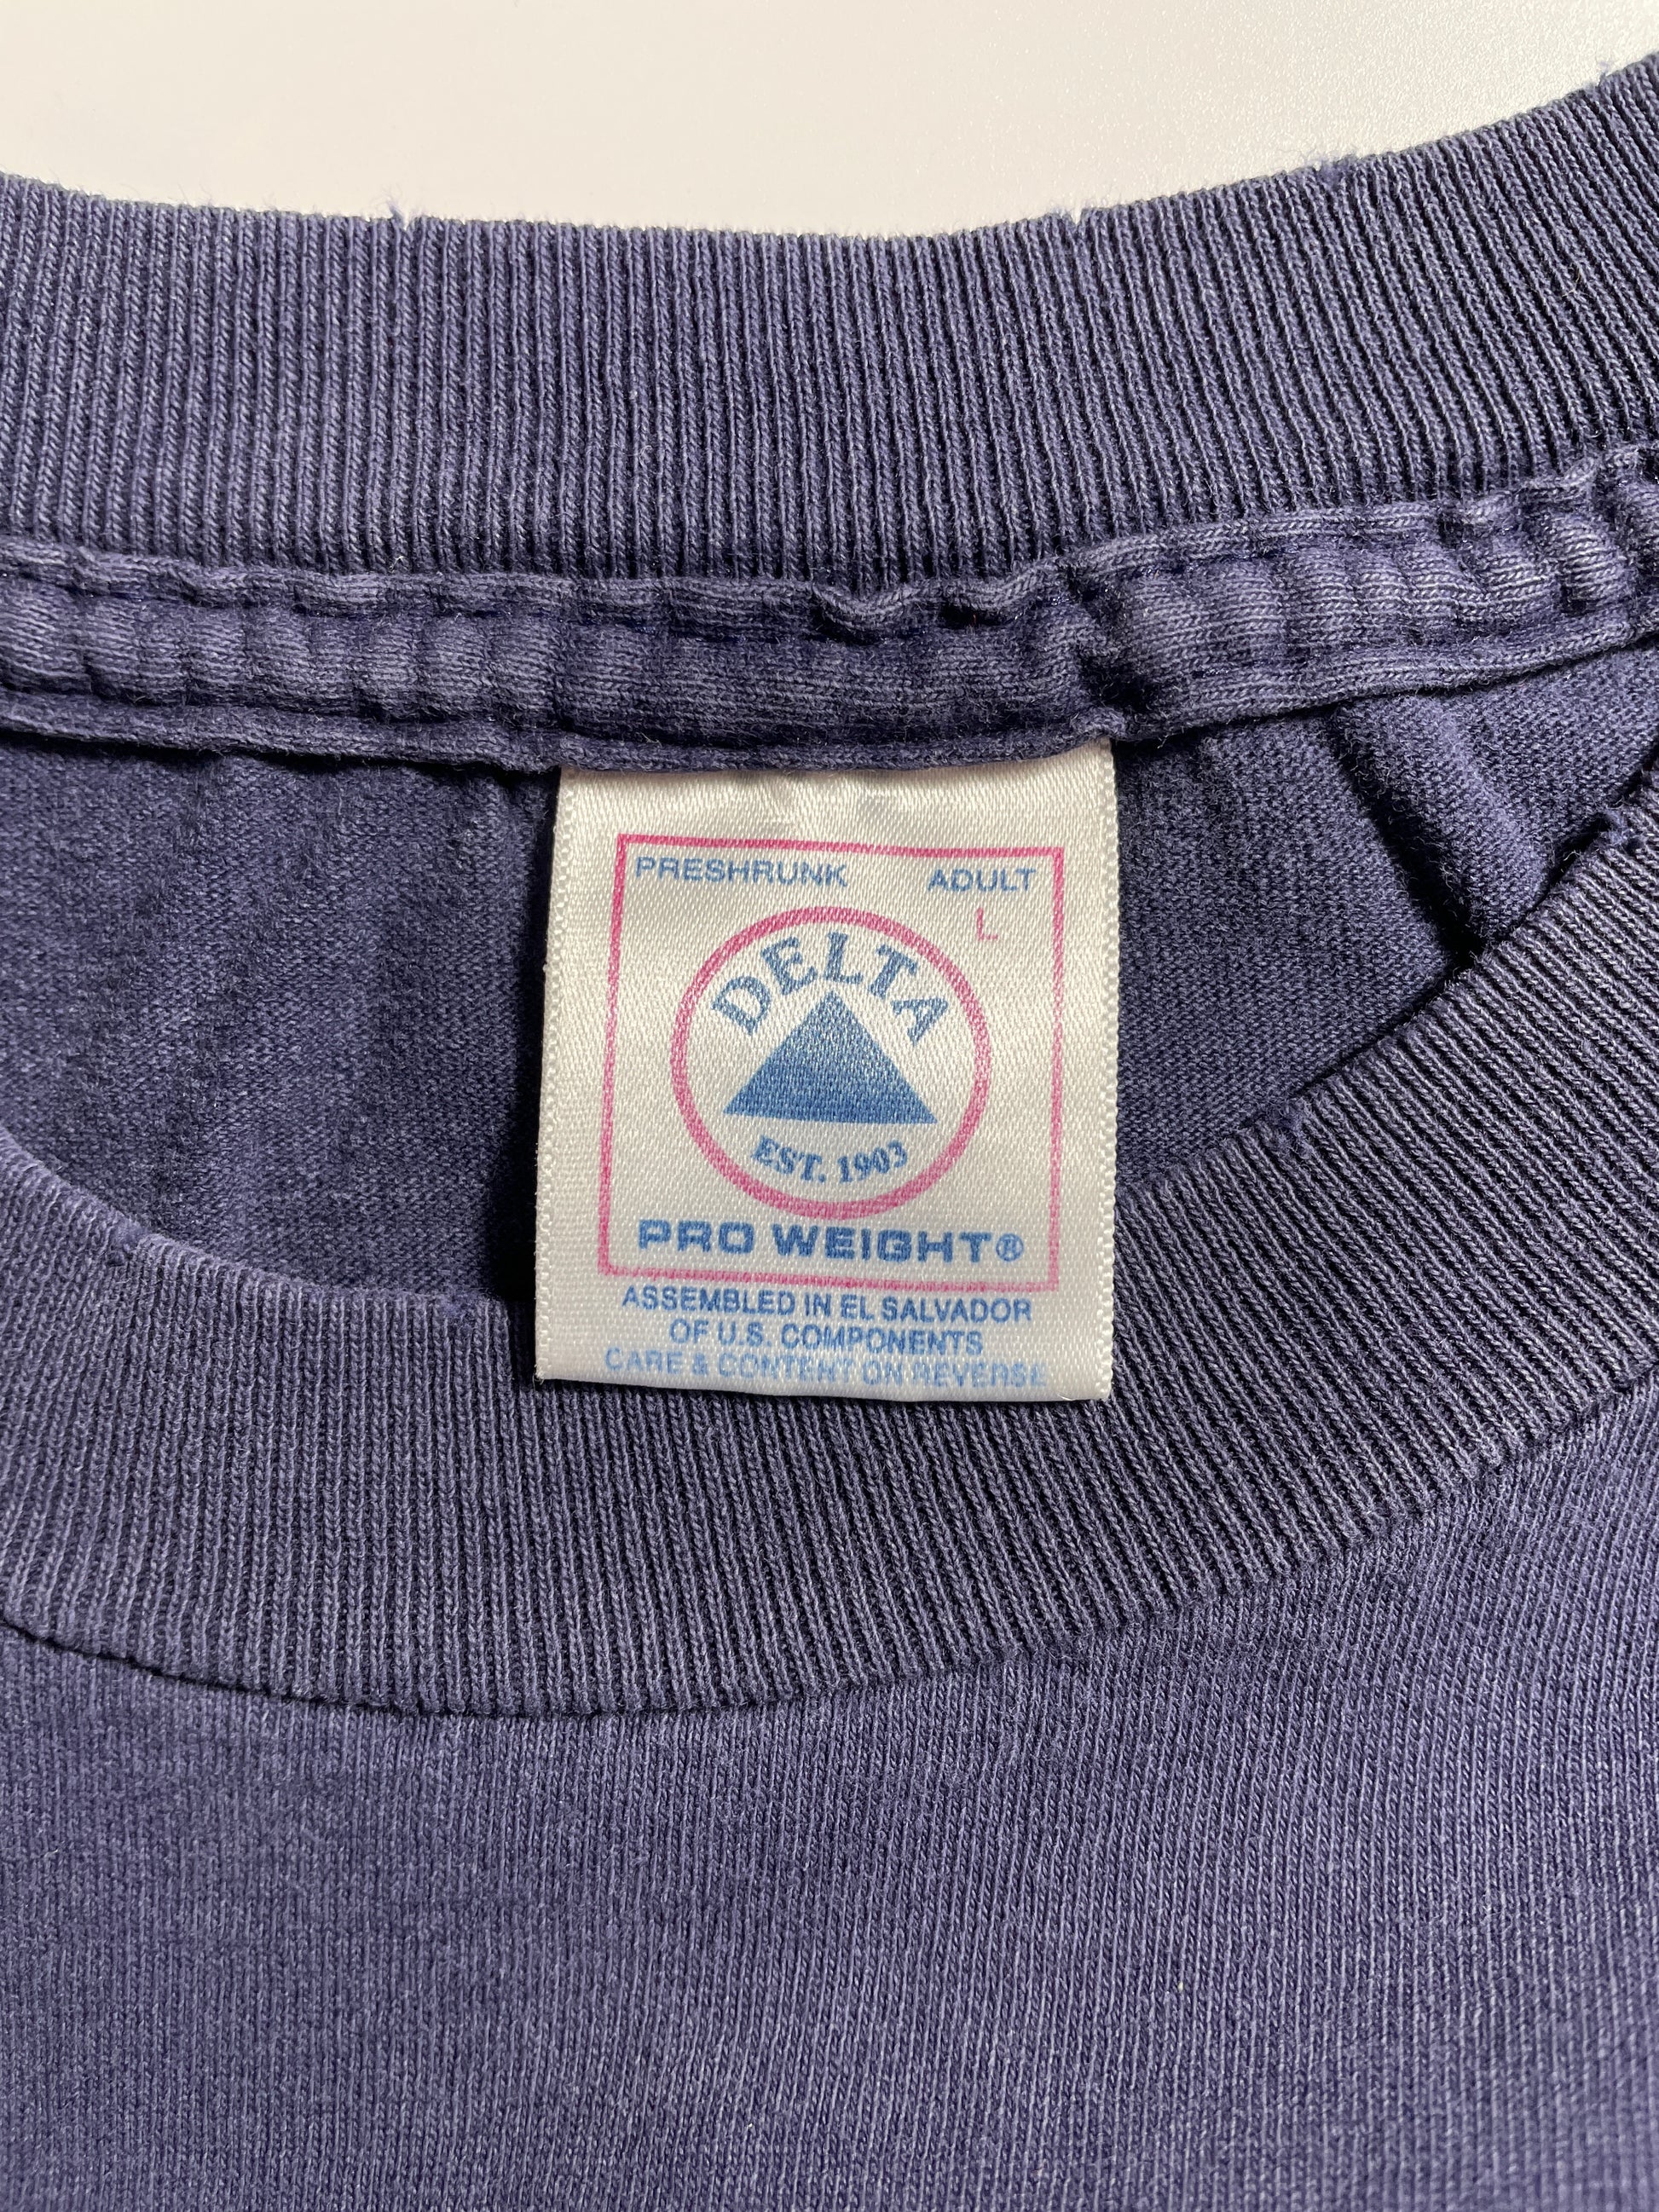 PRESHRUNK ADULT
L
DELTA
EST. 1903
PRO WEIGHT®
ASSEMBLED IN EL SALVADOR
OF U.S. COMPONENTS
CARE & CONTENT ON REVERSE